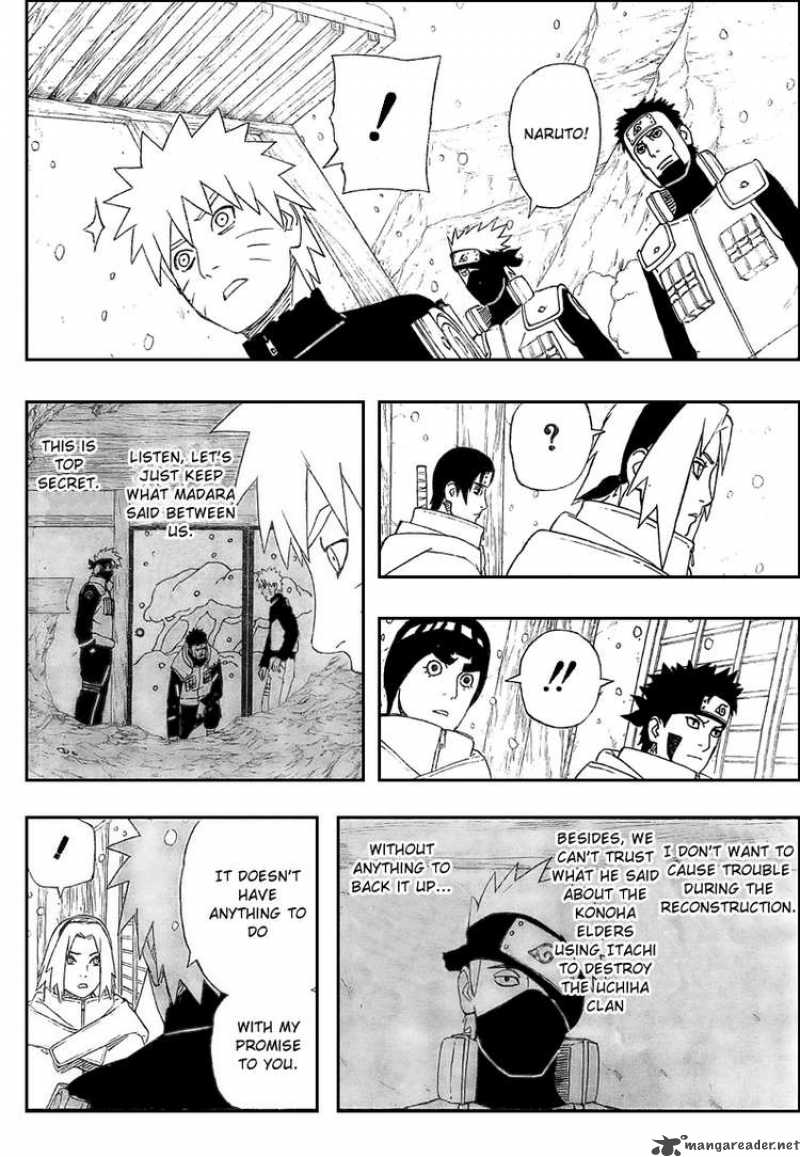 NARUTO!
!
?
!!
THIS IS
TOP
SECRET.
LISTEN, LET'S
JUST KEEP
WHAT MADARA
SAID BETWEEN
US.
I DON'T WANT TO
CAUSE TROUBLE
DURING THE
RECONSTRUCTION.
BESIDES, WE
CAN'T TRUST
WHAT HE SAID
ABOUT THE
KONOHA
ELDERS
USING ITACHI
TO DESTROY
THE UCHIHA
CLAN
WITHOUT
ANYTHING TO
BACK IT UP...
IT DOESN'T
HAVE
ANYTHING TO
DO
WITH MY
PROMISE
TO YOU.
!
mangareader.net